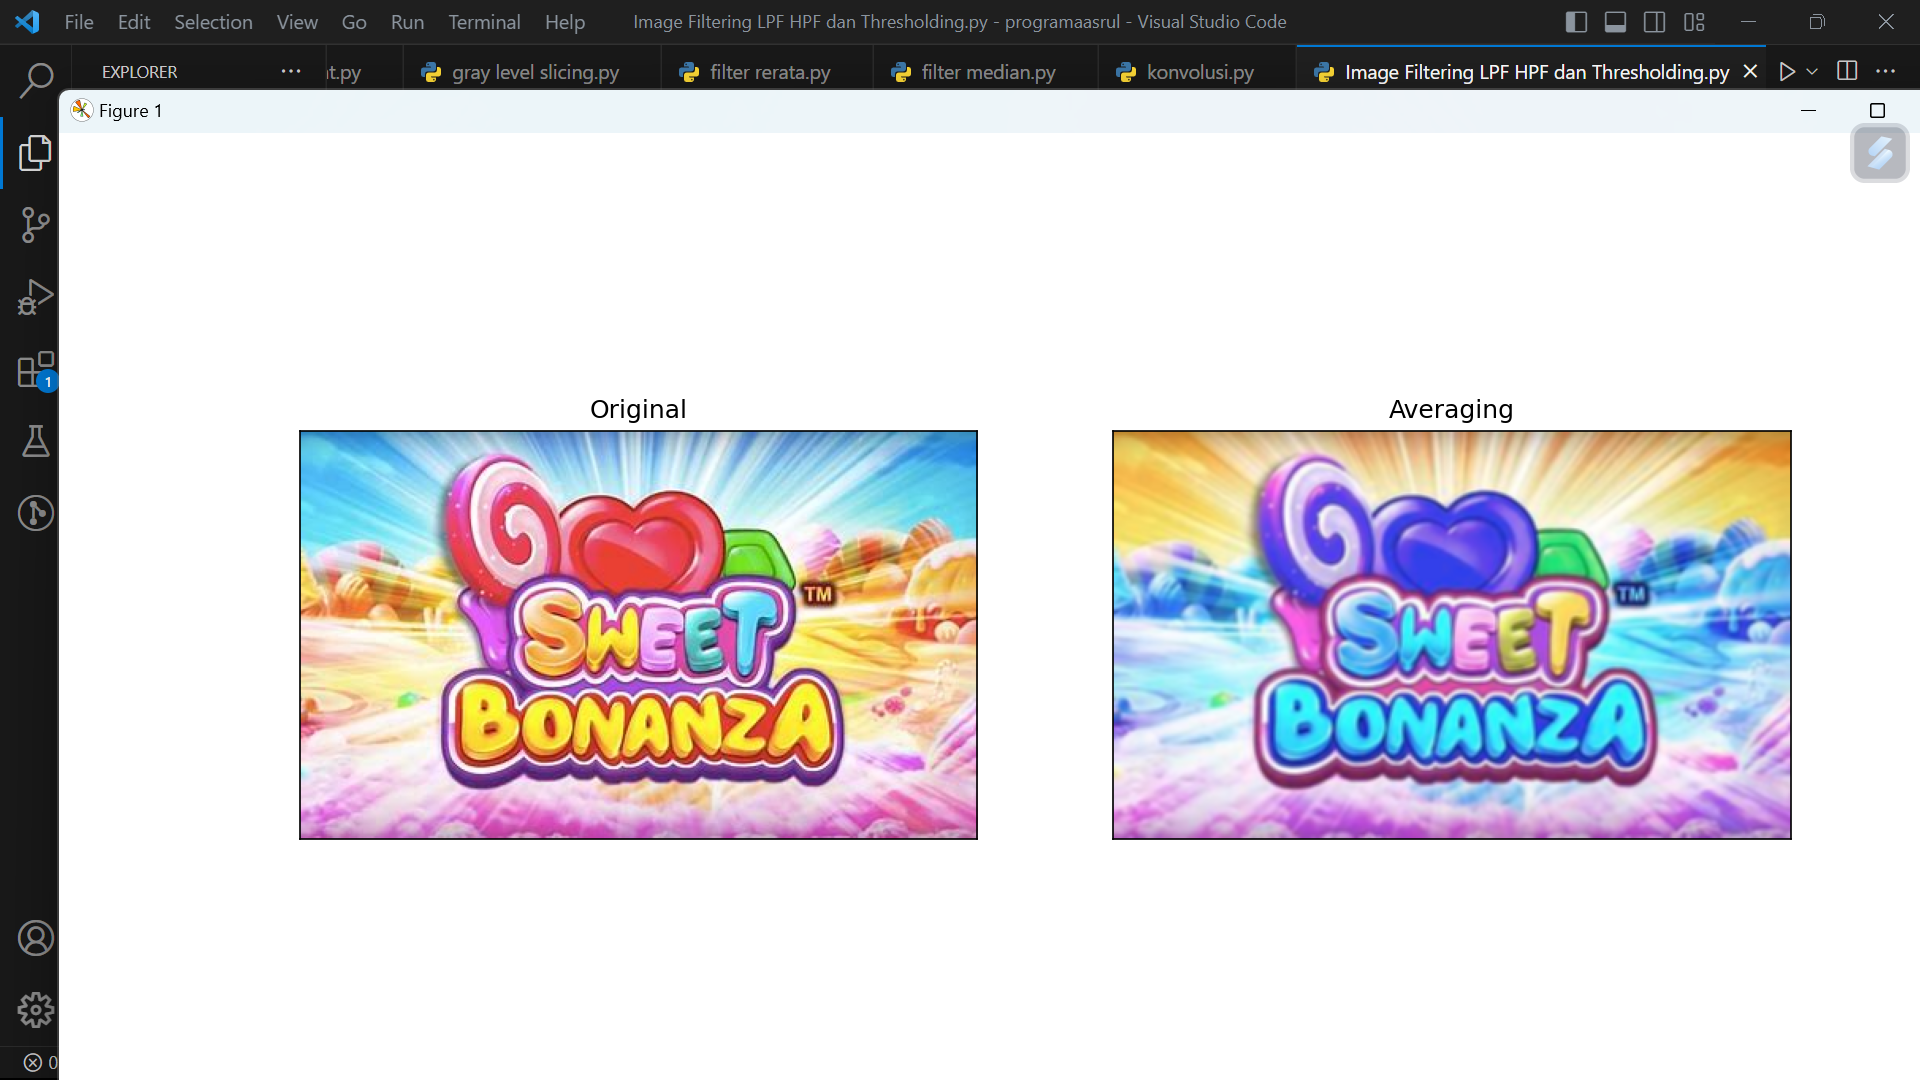 File Edit Selection View Go Run Terminal Help Image Filtering LPF HPF dan Thresholding.py - programaasrul - Visual Studio Code
EXPLORER ... t.py gray level slicing.py filter rerata.py filter median.py konvolusi.py Image Filtering LPF HPF dan Thresholding.py
Figure 1
1
Original
SWEET
BONANZA
TM
Averaging
SWEET
BONANZA
TM
0